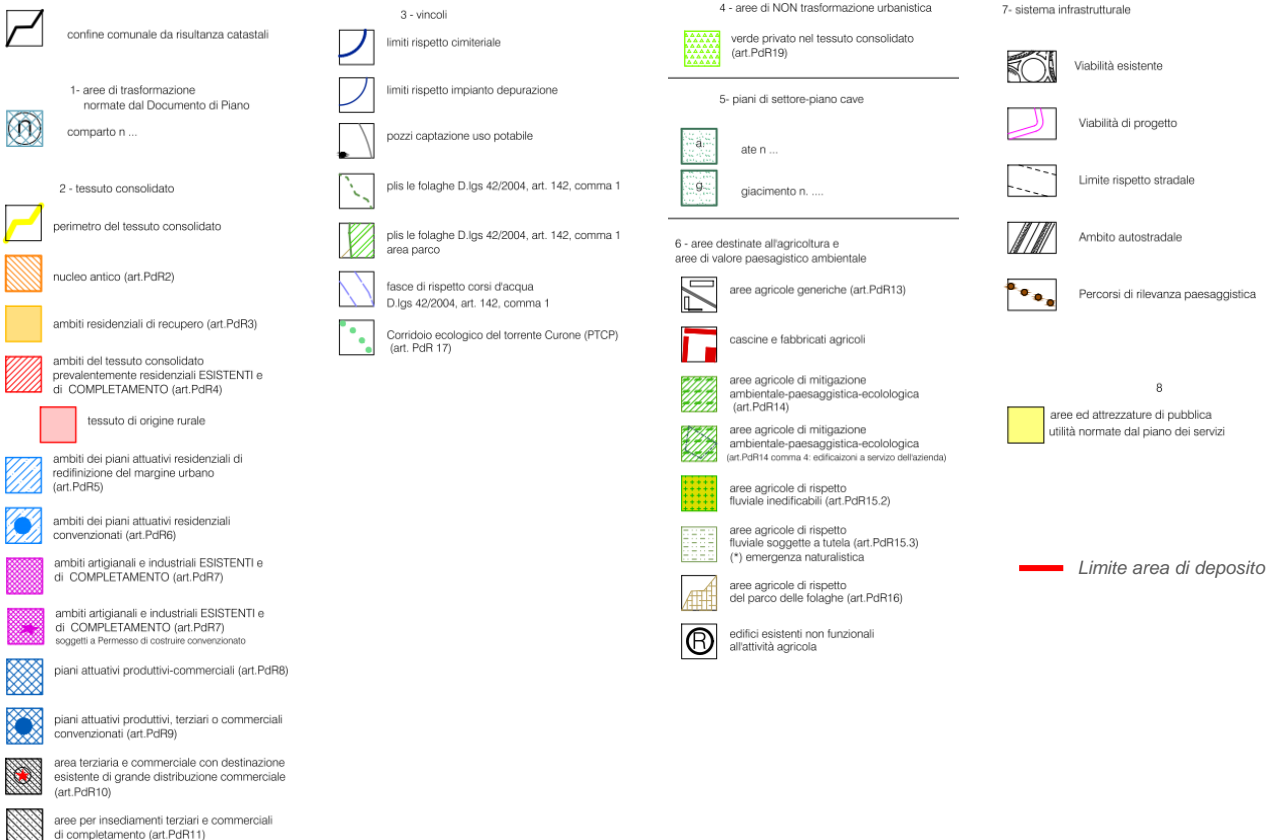 confine comunale da risultanza catastali
1- aree di trasformazione
normate dal Documento di Piano
n
comparto n ...
2 - tessuto consolidato
perimetro del tessuto consolidato
nucleo antico (art.PdR2)
ambiti residenziali di recupero (art.PdR3)
ambiti del tessuto consolidato
prevalentemente residenziali ESISTENTI e
di COMPLETAMENTO (art.PdR4)
tessuto di origine rurale
ambiti dei piani attuativi residenziali di
redifinizione del margine urbano
(art.PdR5)
ambiti dei piani attuativi residenziali
convenzionati (art.PdR6)
ambiti artigianali e industriali ESISTENTI e
di COMPLETAMENTO (art.PdR7)
ambiti artigianali e industriali ESISTENTI e
di COMPLETAMENTO (art.PdR7)
soggetti a Permesso di costruire convenzionato
piani attuativi produttivi-commerciali (art.PdR8)
piani attuativi produttivi, terziari o commerciali
convenzionati (art.PdR9)
area terziaria e commerciale con destinazione
esistente di grande distribuzione commerciale
(art.PdR10)
aree per insediamenti terziari e commerciali
di completamento (art.PdR11)
3 - vincoli
limiti rispetto cimiteriale
limiti rispetto impianto depurazione
pozzi captazione uso potabile
plis le folaghe D.lgs 42/2004, art. 142, comma 1
plis le folaghe D.lgs 42/2004, art. 142, comma 1
area parco
fasce di rispetto corsi d'acqua
D.lgs 42/2004, art. 142, comma 1
Corridoio ecologico del torrente Curone (PTCP)
(art. PdR 17)
4 - aree di NON trasformazione urbanistica
verde privato nel tessuto consolidato
(art.PdR19)
5- piani di settore-piano cave
a.
ate n ...
g.
giacimento n. ....
6 - aree destinate all'agricoltura e
aree di valore paesagistico ambientale
aree agricole generiche (art.PdR13)
cascine e fabbricati agricoli
aree agricole di mitigazione
ambientale-paesaggistica-ecolologica
(art.PdR14)
aree agricole di mitigazione
ambientale-paesaggistica-ecolologica
(art.PdR14 comma 4: edificaizoni a servizo dell'azienda)
aree agricole di rispetto
fluviale inedificabili (art.PdR15.2)
aree agricole di rispetto
fluviale soggette a tutela (art.PdR15.3)
(*) emergenza naturalistica
aree agricole di rispetto
del parco delle folaghe (art.PdR16)
R
edifici esistenti non funzionali
all'attività agricola
7- sistema infrastrutturale
Viabilità esistente
Viabilità di progetto
Limite rispetto stradale
Ambito autostradale
Percorsi di rilevanza paesaggistica
8
aree ed attrezzature di pubblica
utilità normate dal piano dei servizi
Limite area di deposito